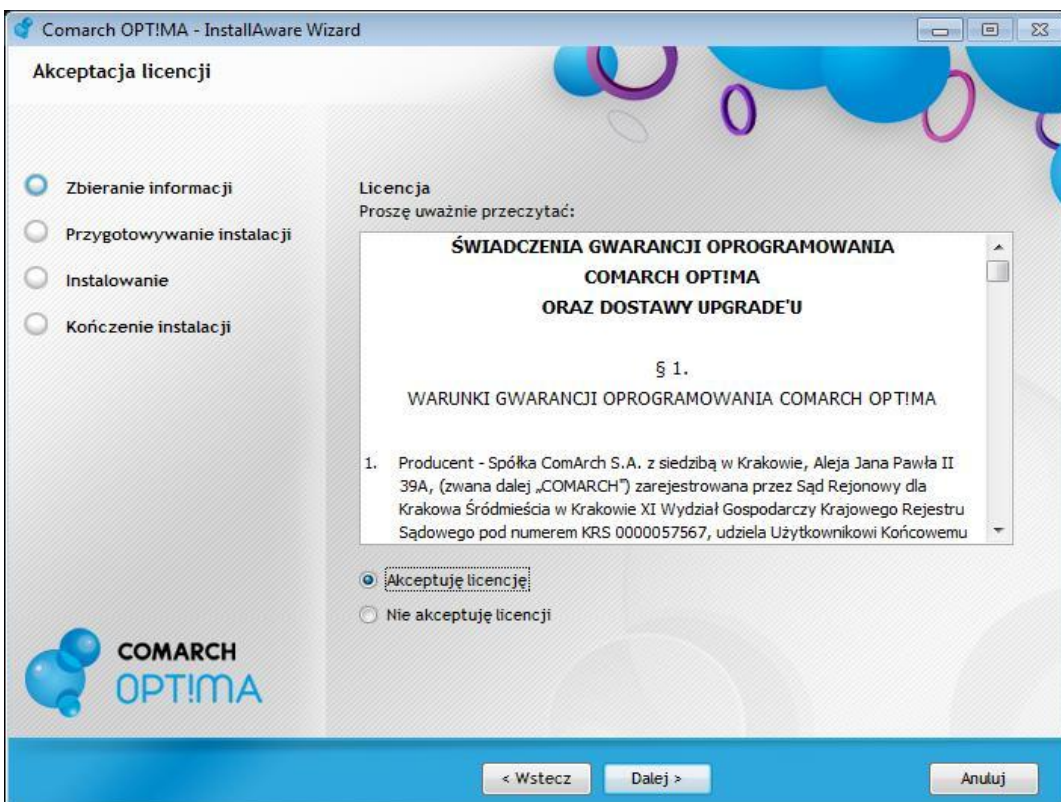 Comarch OPT!MA - InstallAware Wizard
Akceptacja licencji
Zbieranie informacji
Przygotowywanie instalacji
Instalowanie
Kończenie instalacji
Licencja
Proszę uważnie przeczytać:
ŚWIADCZENIA GWARANCJI OPROGRAMOWANIA
COMARCH OPT!MA
ORAZ DOSTAWY UPGRADE'U
§ 1.
WARUNKI GWARANCJI OPROGRAMOWANIA COMARCH OPT!MA
1. Producent - Spółka ComArch S.A. z siedzibą w Krakowie, Aleja Jana Pawła II
39A, (zwana dalej „COMARCH") zarejestrowana przez Sąd Rejonowy dla
Krakowa Śródmieścia w Krakowie XI Wydział Gospodarczy Krajowego Rejestru
Sądowego pod numerem KRS 0000057567, udziela Użytkownikowi Końcowemu
Akceptuję licencję
Nie akceptuję licencji
COMARCH
OPT!MA
< Wstecz
Dalej >
Anuluj